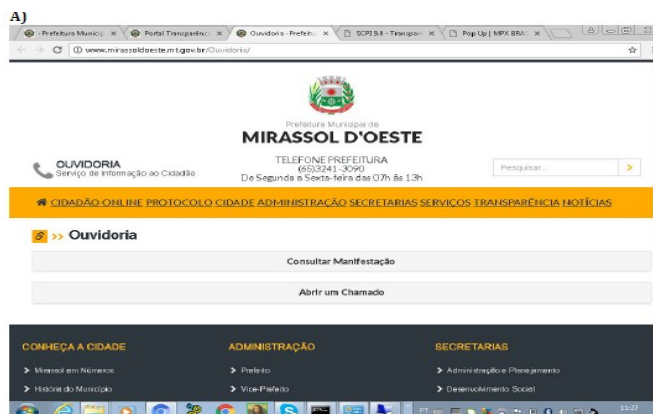 A)
- Prefeitura Municip
Portal Transparênci
Ouvidoria - Prefeitu
SCPI 9.0 - Transpar
Pop Up | MPX BRA
www.mirassoldoeste.mt.gov.br/Ouvidoria/
Prefeitura Municipal de
MIRASSOL D'OESTE
OUVIDORIA
Serviço de Informação ao Cidadão
TELEFONE PREFEITURA
(65)3241-3090
De Segunda a Sexta-feira das 07h às 13h
Pesquisar...
CIDADÃO ONLINE PROTOCOLO CIDADE ADMINISTRAÇÃO SECRETARIAS SERVIÇOS TRANSPARÊNCIA NOTÍCIAS
>> Ouvidoria
Consultar Manifestação
Abrir um Chamado
CONHEÇA A CIDADE ADMINISTRAÇÃO SECRETARIAS
> Mirassol em Números > Prefeito > Administração e Planejamento
> História do Município > Vice-Prefeito > Desenvolvimento Social
PT
11:27